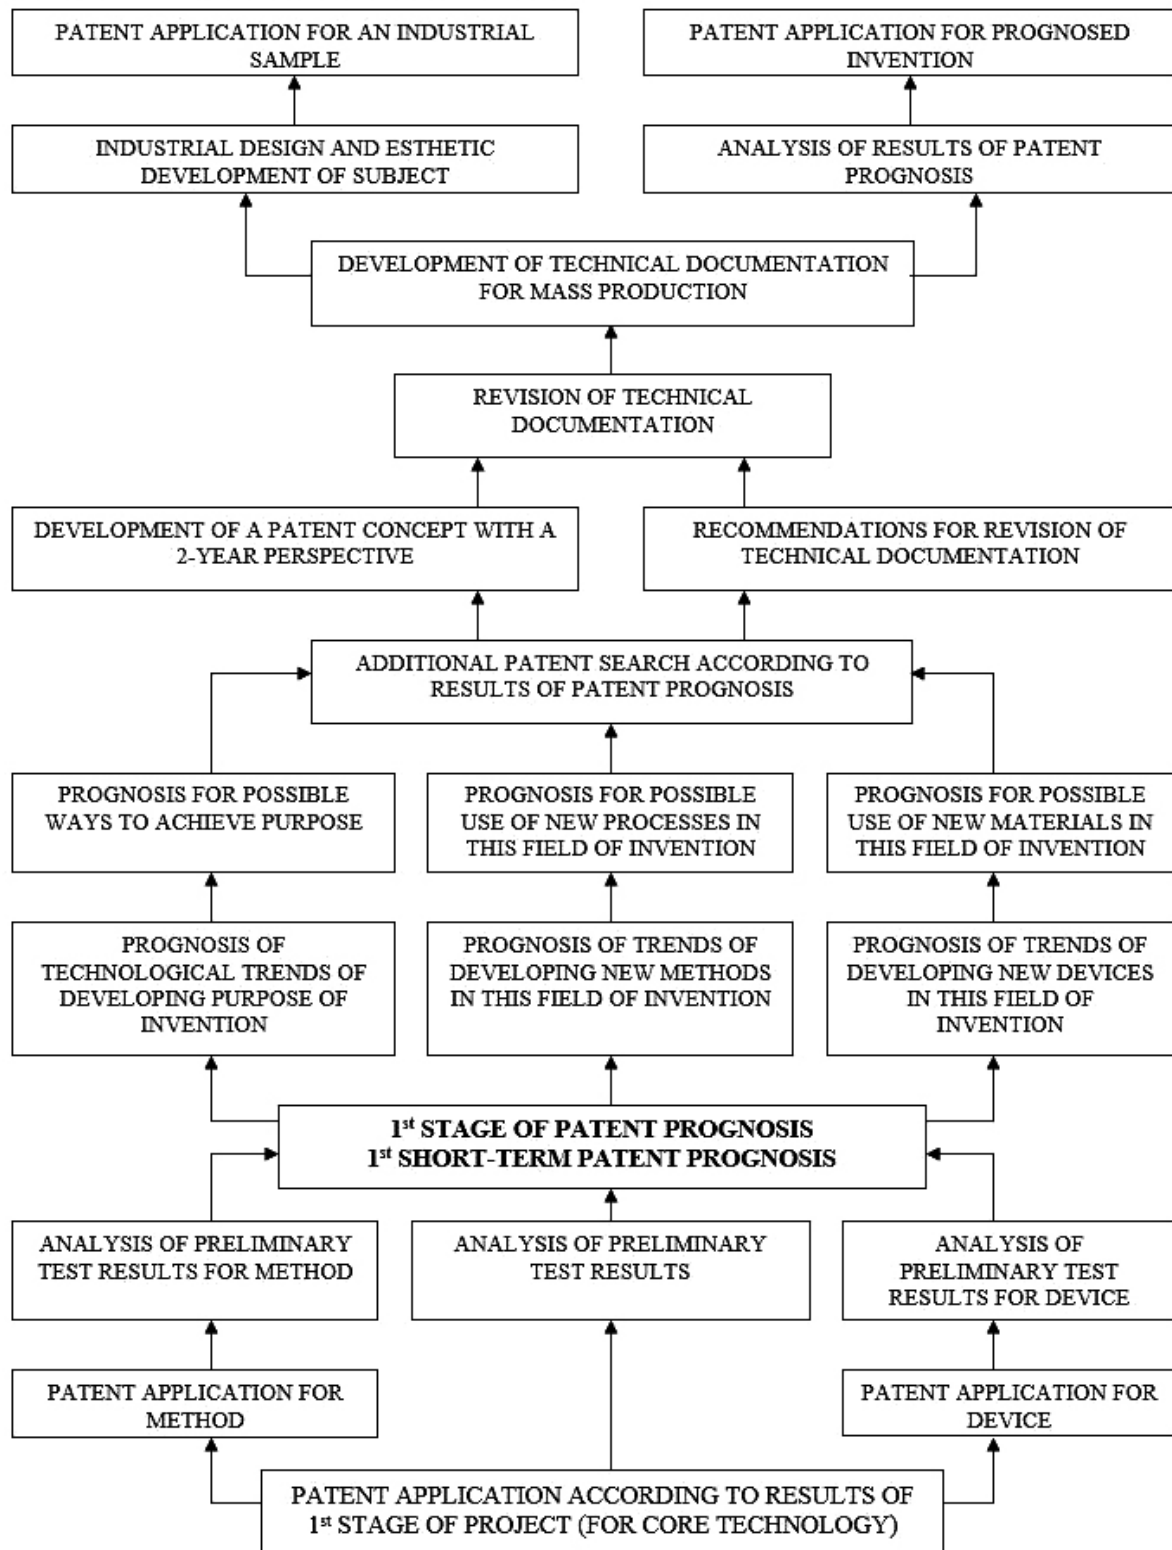 PATENT APPLICATION FOR AN INDUSTRIAL
SAMPLE
PATENT APPLICATION FOR PROGNOSED
INVENTION
INDUSTRIAL DESIGN AND ESTHETIC
DEVELOPMENT OF SUBJECT
ANALYSIS OF RESULTS OF PATENT
PROGNOSIS
DEVELOPMENT OF TECHNICAL DOCUMENTATION
FOR MASS PRODUCTION
REVISION OF TECHNICAL
DOCUMENTATION
DEVELOPMENT OF A PATENT CONCEPT WITH A
2-YEAR PERSPECTIVE
RECOMMENDATIONS FOR REVISION OF
TECHNICAL DOCUMENTATION
ADDITIONAL PATENT SEARCH ACCORDING TO
RESULTS OF PATENT PROGNOSIS
PROGNOSIS FOR POSSIBLE
WAYS TO ACHIEVE PURPOSE
PROGNOSIS FOR POSSIBLE
USE OF NEW PROCESSES IN
THIS FIELD OF INVENTION
PROGNOSIS FOR POSSIBLE
USE OF NEW MATERIALS IN
THIS FIELD OF INVENTION
PROGNOSIS OF
TECHNOLOGICAL TRENDS OF
DEVELOPING PURPOSE OF
INVENTION
PROGNOSIS OF TRENDS OF
DEVELOPING NEW METHODS
IN THIS FIELD OF INVENTION
PROGNOSIS OF TRENDS OF
DEVELOPING NEW DEVICES
IN THIS FIELD OF
INVENTION
1st STAGE OF PATENT PROGNOSIS
1st SHORT-TERM PATENT PROGNOSIS
ANALYSIS OF PRELIMINARY
TEST RESULTS FOR METHOD
ANALYSIS OF PRELIMINARY
TEST RESULTS
ANALYSIS OF
PRELIMINARY TEST
RESULTS FOR DEVICE
PATENT APPLICATION FOR
METHOD
PATENT APPLICATION FOR
DEVICE
PATENT APPLICATION ACCORDING TO RESULTS OF
1st STAGE OF PROJECT (FOR CORE TECHNOLOGY)